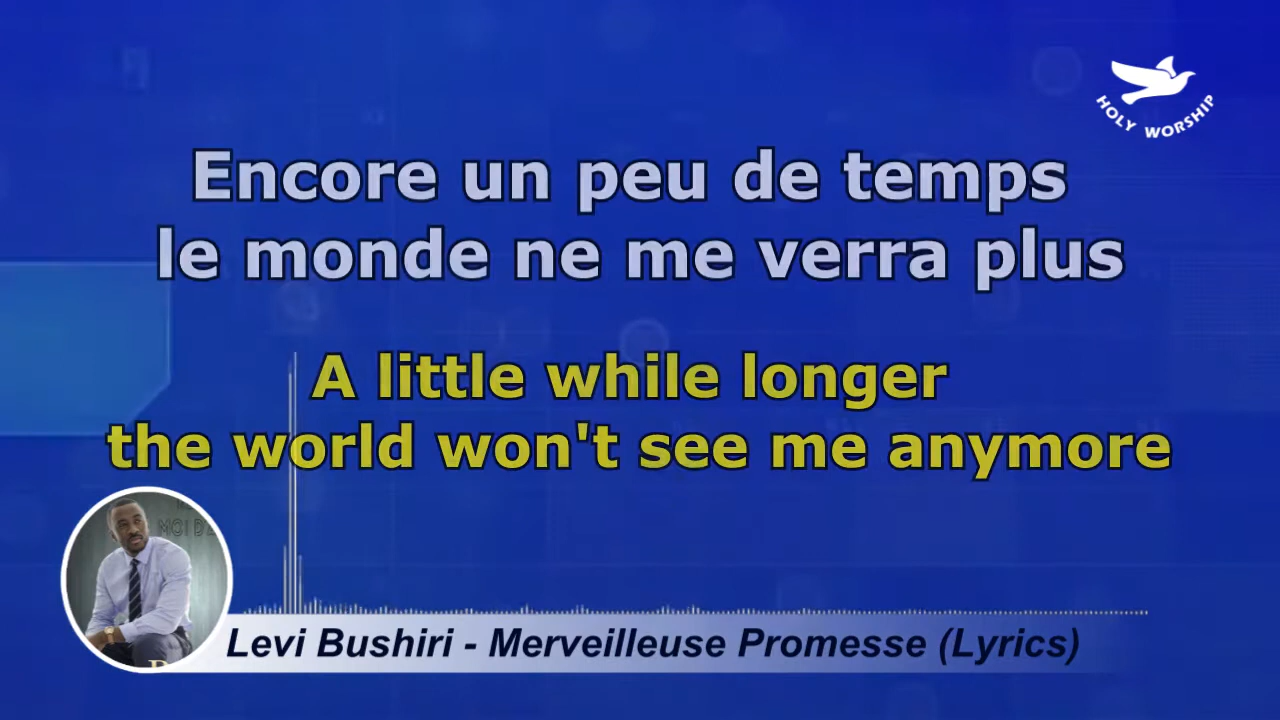 HOLY WORSHIP
Encore un peu de temps
le monde ne me verra plus
A little while longer
the world won't see me anymore
MOI D'A
Levi Bushiri - Merveilleuse Promesse (Lyrics)